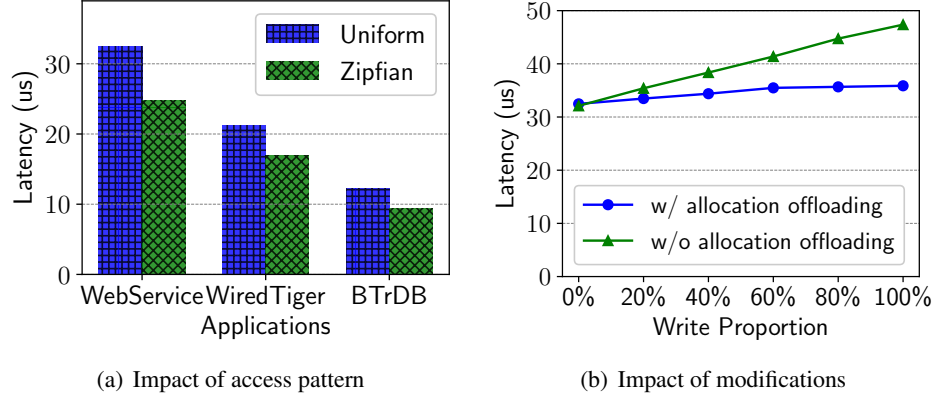 Uniform
Zipfian
Latency (us)
30
20
10
0
WebService WiredTiger BTrDB
Applications
(a) Impact of access pattern
50
40
30
20
10
0
Latency (us)
w/ allocation offloading
w/o allocation offloading
0% 20% 40% 60% 80% 100%
Write Proportion
(b) Impact of modifications